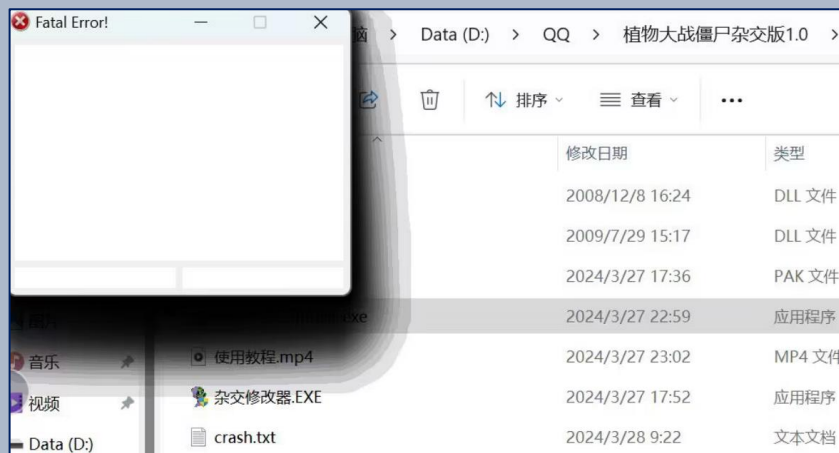 Fatal Error!
Data (D:) > QQ > 植物大战僵尸杂交版1.0 >
排序 查看 ...
修改日期 类型
2008/12/8 16:24 DLL 文件
2009/7/29 15:17 DLL 文件
2024/3/27 17:36 PAK 文件
.exe 2024/3/27 22:59 应用程序
音乐 使用教程.mp4 2024/3/27 23:02 MP4 文件
视频 杂交修改器.EXE 2024/3/27 17:52 应用程序
Data (D:) crash.txt 2024/3/28 9:22 文本文档